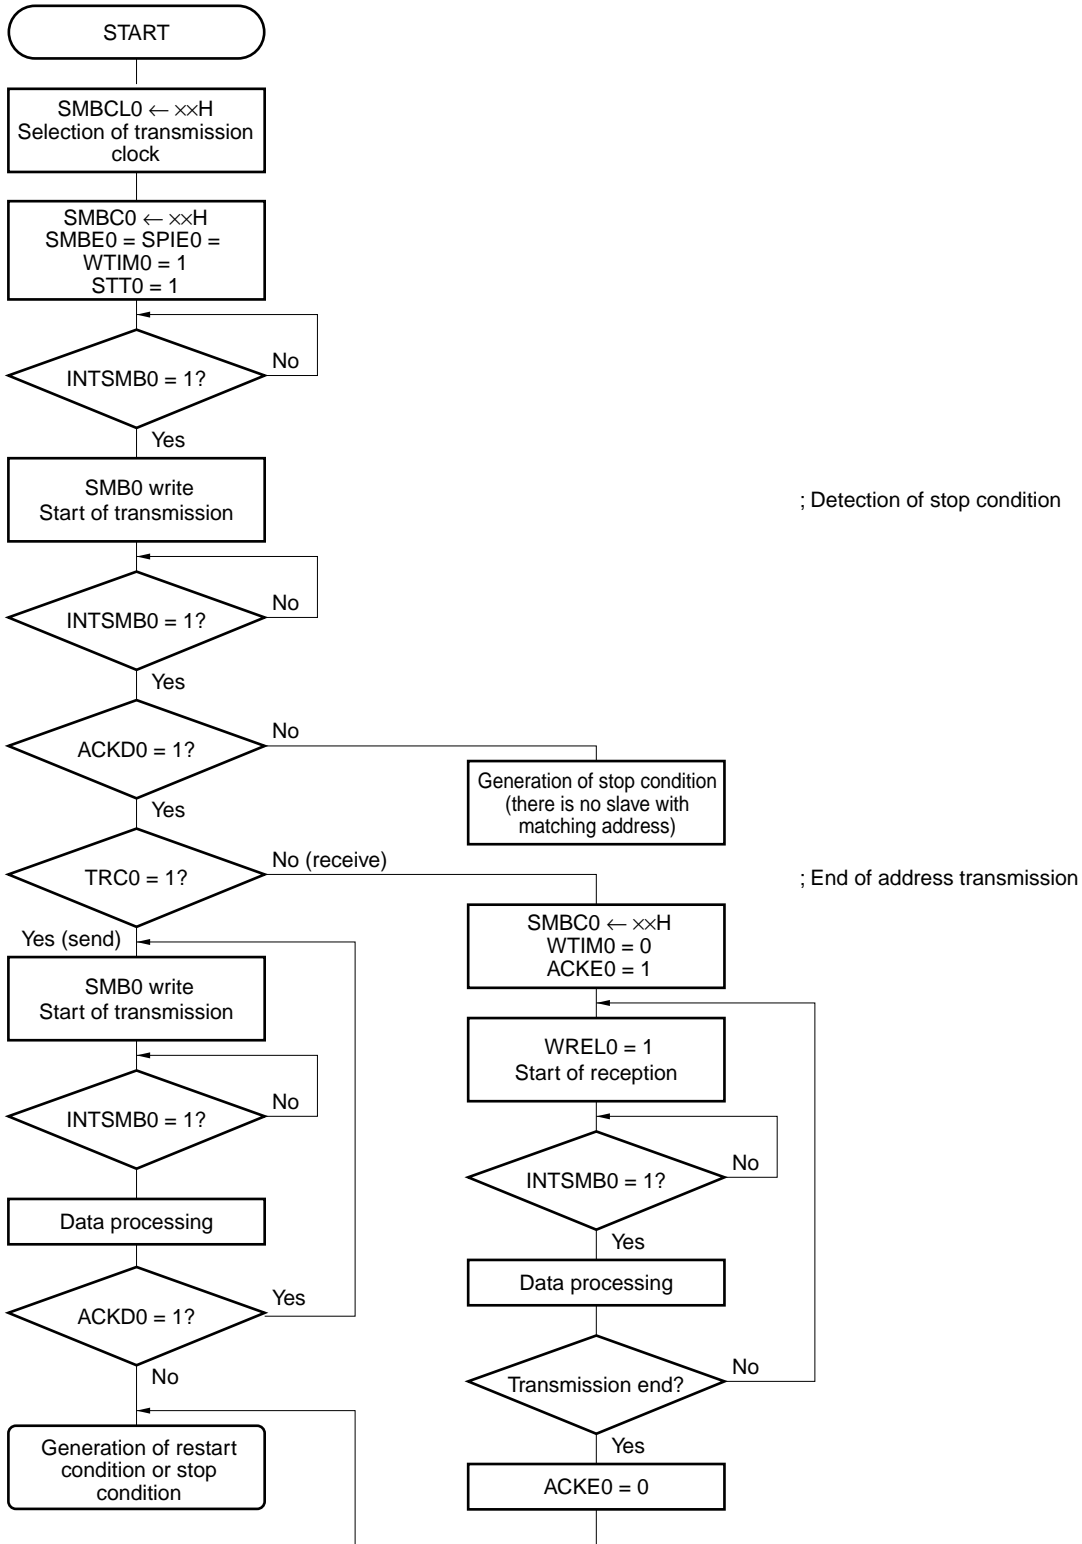 START
SMBCL0 ← ××H
Selection of transmission
clock
SMBC0 ← ××H
SMBE0 = SPIE0 =
WTIM0 = 1
STT0 = 1
No
INTSMB0 = 1?
Yes
SMB0 write
Start of transmission
; Detection of stop condition
No
INTSMB0 = 1?
Yes
No
ACKD0 = 1?
Generation of stop condition
(there is no slave with
matching address)
Yes
No (receive)
TRC0 = 1?
; End of address transmission
SMBC0 ← ××H
WTIM0 = 0
ACKE0 = 1
Yes (send)
SMB0 write
Start of transmission
WREL0 = 1
Start of reception
No
INTSMB0 = 1?
No
INTSMB0 = 1?
Yes
Data processing
Data processing
Yes
ACKD0 = 1?
No
No
Transmission end?
Yes
Generation of restart
condition or stop
condition
ACKE0 = 0